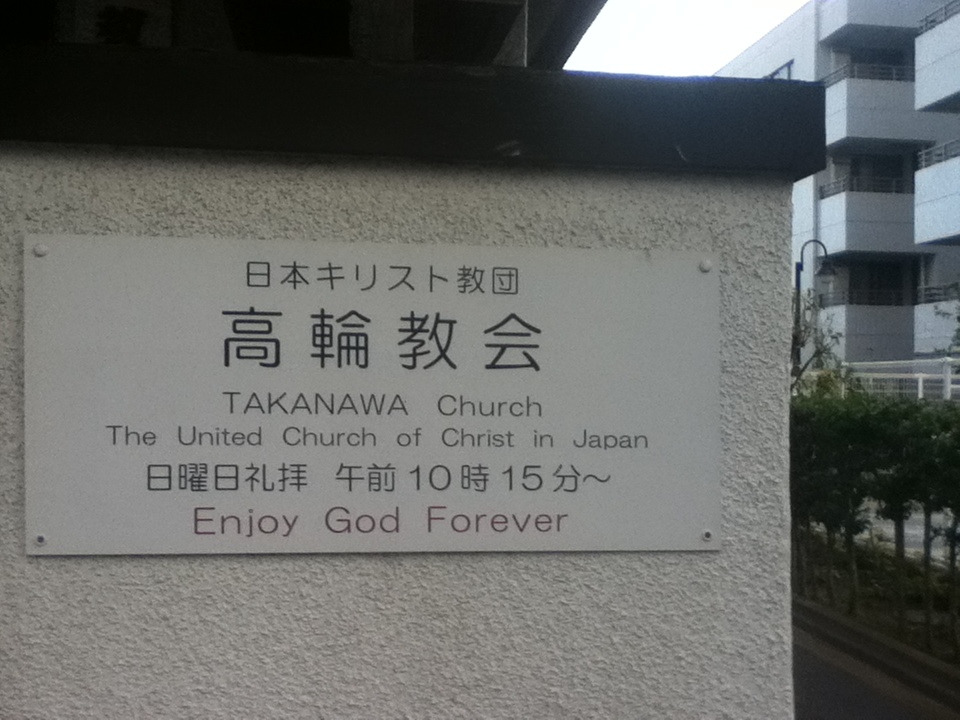 日本キリスト教団
高輪教会
TAKANAWA Church
The United Church of Christ in Japan
日曜日礼拝 午前10時15分～
Enjoy God Forever